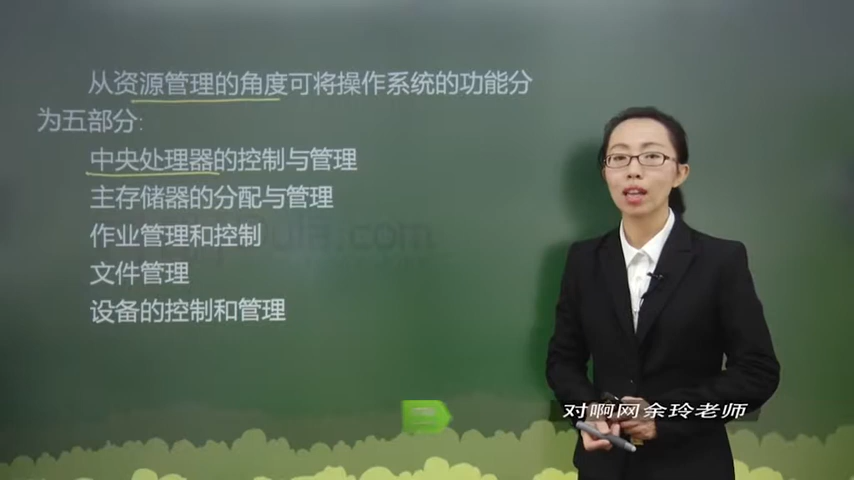 从资源管理的角度可将操作系统的功能分
为五部分:
中央处理器的控制与管理
主存储器的分配与管理
作业管理和控制
文件管理
设备的控制和管理
对啊网余玲老师